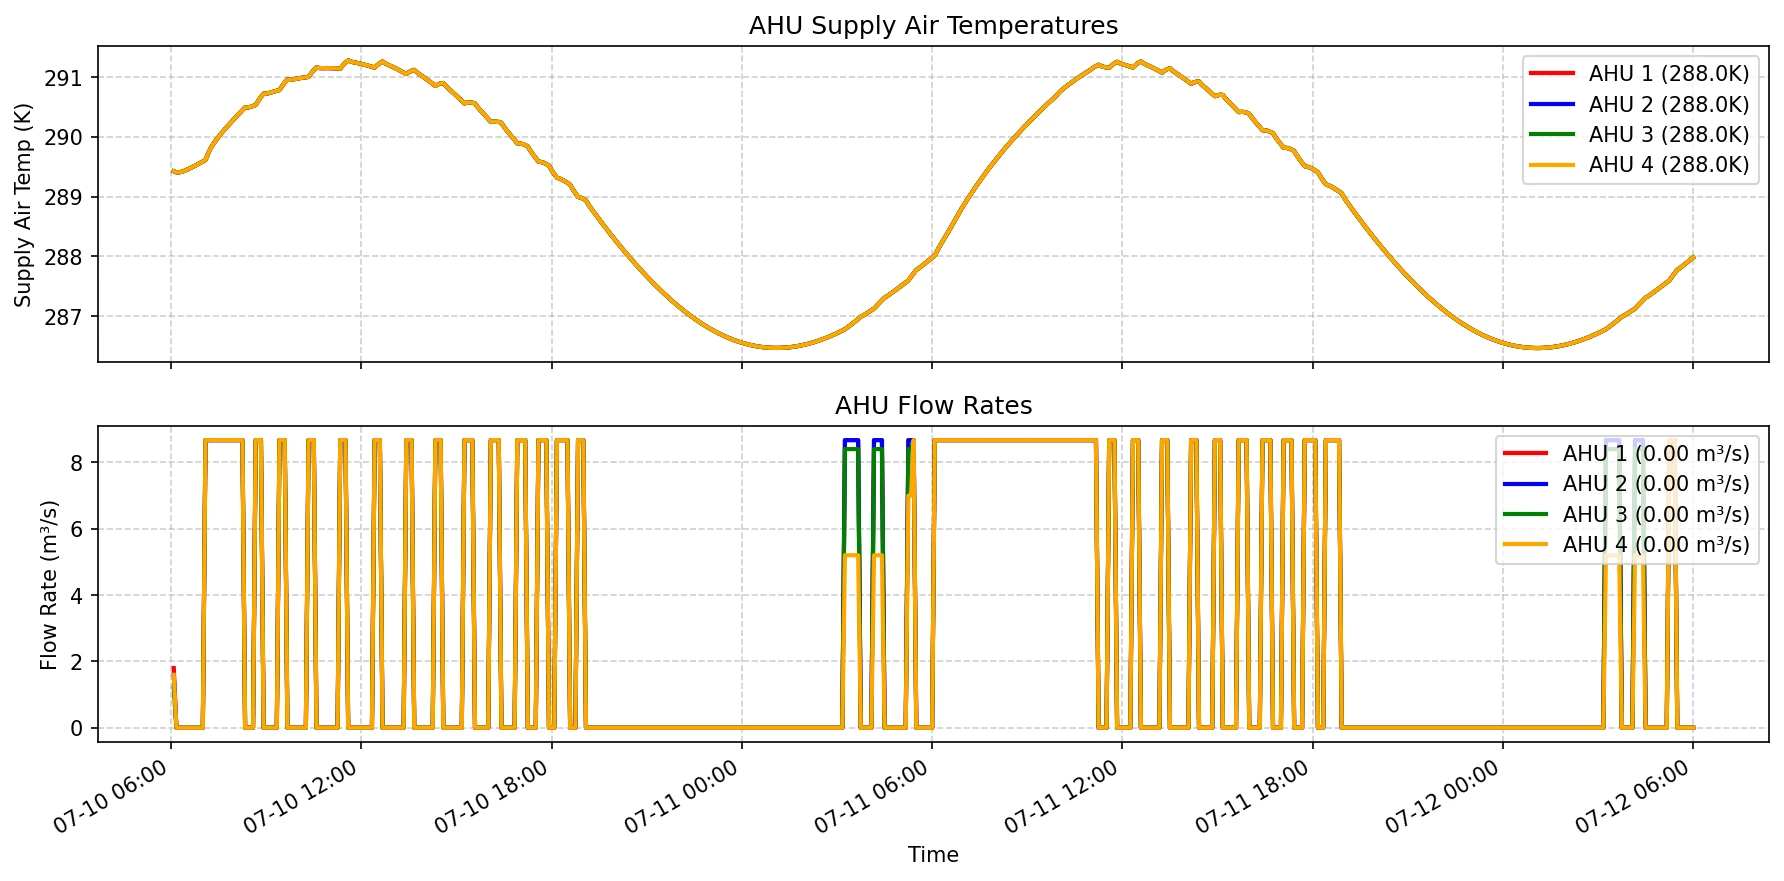 AHU Supply Air Temperatures
Supply Air Temp (K)
291
290
289
288
287
AHU 1 (288.0K)
AHU 2 (288.0K)
AHU 3 (288.0K)
AHU 4 (288.0K)
AHU Flow Rates
Flow Rate (m³/s)
8
6
4
2
0
AHU 1 (0.00 m³/s)
AHU 2 (0.00 m³/s)
AHU 3 (0.00 m³/s)
AHU 4 (0.00 m³/s)
07-10 06:00
07-10 12:00
07-10 18:00
07-11 00:00
07-11 06:00
07-11 12:00
07-11 18:00
07-12 00:00
07-12 06:00
Time